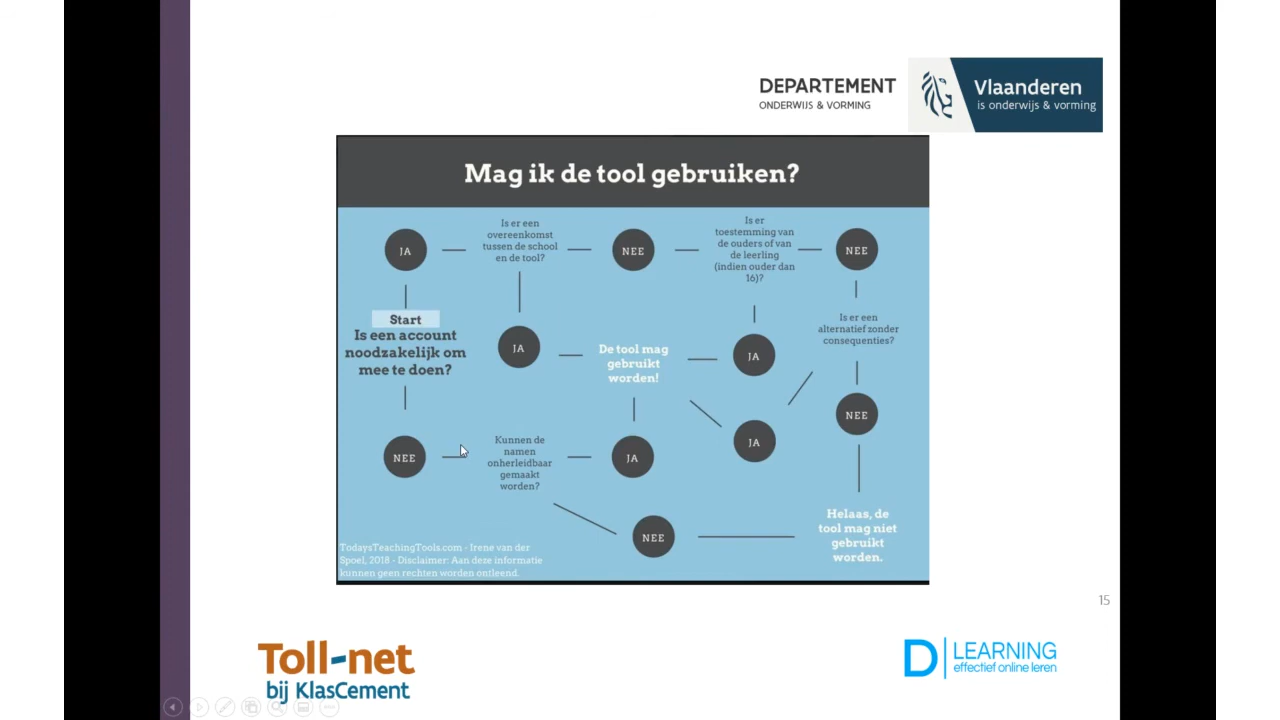 DEPARTEMENT
ONDERWIJS & VORMING
Vlaanderen
is onderwijs & vorming
Mag ik de tool gebruiken?
JA
Is er een
overeenkomst
tussen de school
en de tool?
NEE
Is er
toestemming van
de ouders of van
de leerling
(indien ouder dan
16)?
NEE
Start
Is een account
noodzakelijk om
mee te doen?
JA
De tool mag
gebruikt
worden!
JA
Is er een
alternatief zonder
consequenties?
NEE
JA
NEE
Kunnen de
namen
onherleidbaar
gemaakt
worden?
JA
NEE
Helaas, de
tool mag niet
gebruikt
worden.
TodaysTeachingTools.com - Irene van der
Spoel, 2018 - Disclaimer: Aan deze informatie
kunnen geen rechten worden ontleend.
15
Toll-net
bij KlasCement
D LEARNING
effectief online leren